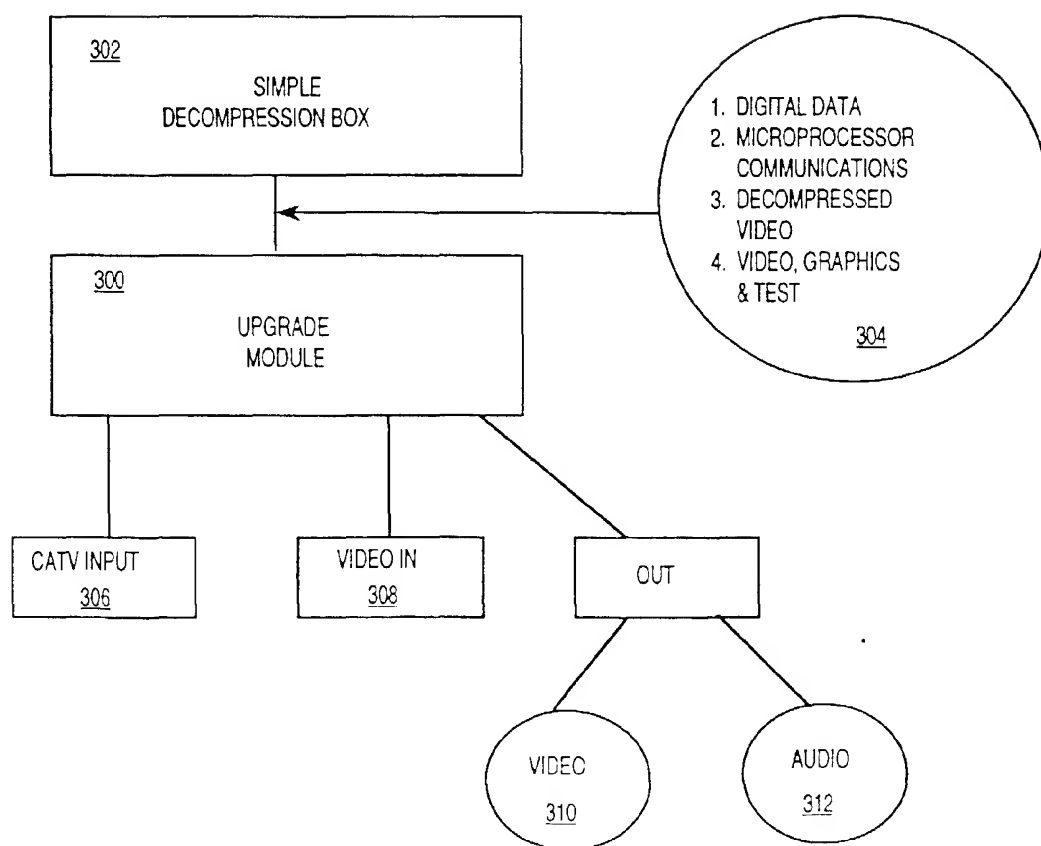 302
SIMPLE
DECOMPRESSION BOX
1. DIGITAL DATA
2. MICROPROCESSOR
COMMUNICATIONS
3. DECOMPRESSED
VIDEO
4. VIDEO, GRAPHICS
& TEST
304
300
UPGRADE
MODULE
CATV INPUT
306
VIDEO IN
308
OUT
VIDEO
310
AUDIO
312